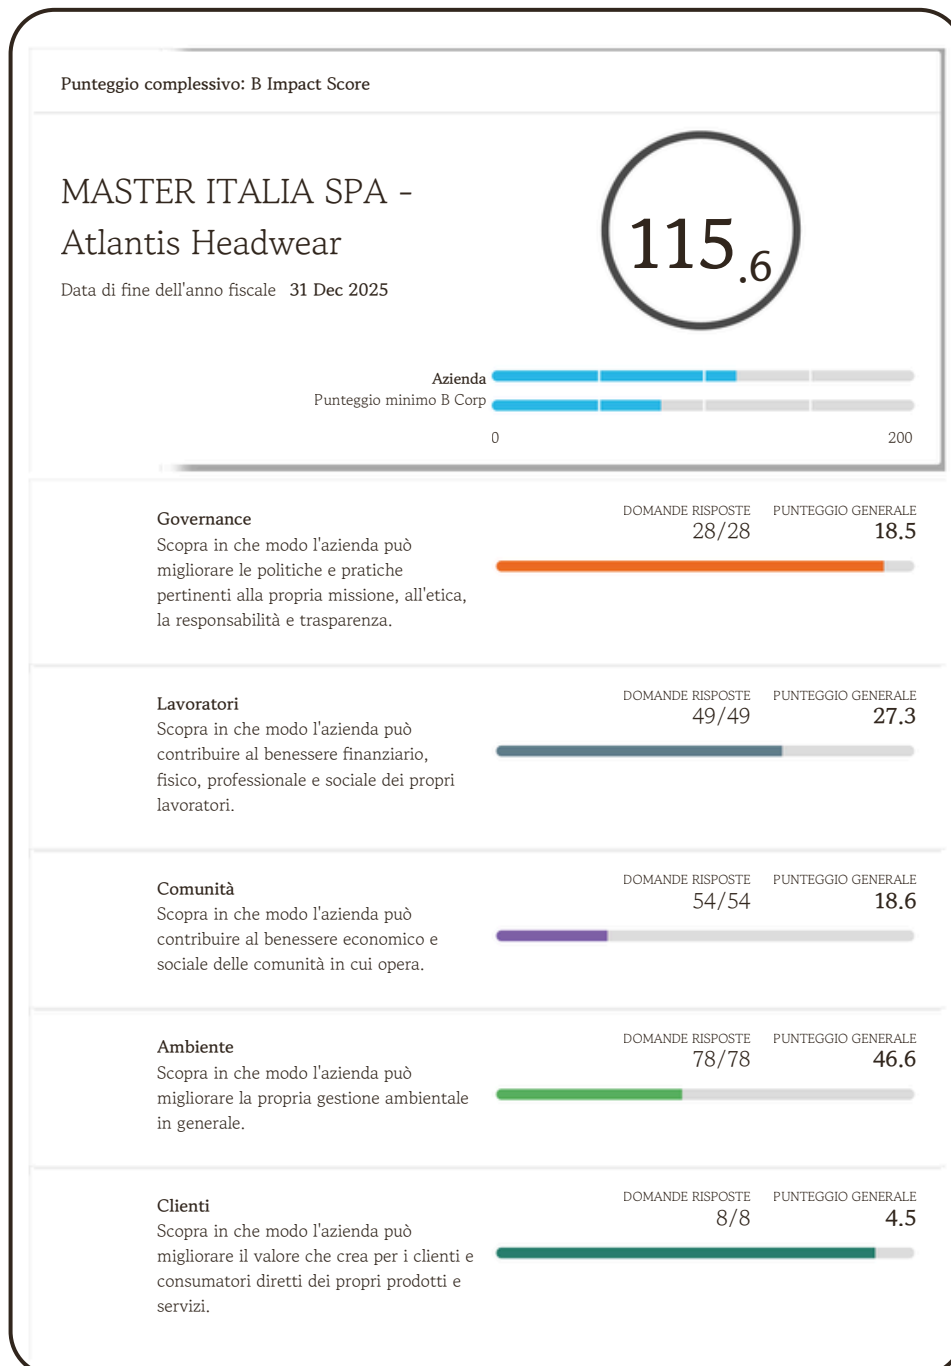 Punteggio complessivo: B Impact Score
MASTER ITALIA SPA -
Atlantis Headwear
Data di fine dell'anno fiscale 31 Dec 2025
115.6
Azienda
Punteggio minimo B Corp
0 200
Governance
Scopra in che modo l'azienda può
migliorare le politiche e pratiche
pertinenti alla propria missione, all'etica,
la responsabilità e trasparenza.
DOMANDE RISPOSTE PUNTEGGIO GENERALE
28/28 18.5
Lavoratori
Scopra in che modo l'azienda può
contribuire al benessere finanziario,
fisico, professionale e sociale dei propri
lavoratori.
DOMANDE RISPOSTE PUNTEGGIO GENERALE
49/49 27.3
Comunità
Scopra in che modo l'azienda può
contribuire al benessere economico e
sociale delle comunità in cui opera.
DOMANDE RISPOSTE PUNTEGGIO GENERALE
54/54 18.6
Ambiente
Scopra in che modo l'azienda può
migliorare la propria gestione ambientale
in generale.
DOMANDE RISPOSTE PUNTEGGIO GENERALE
78/78 46.6
Clienti
Scopra in che modo l'azienda può
migliorare il valore che crea per i clienti e
consumatori diretti dei propri prodotti e
servizi.
DOMANDE RISPOSTE PUNTEGGIO GENERALE
8/8 4.5